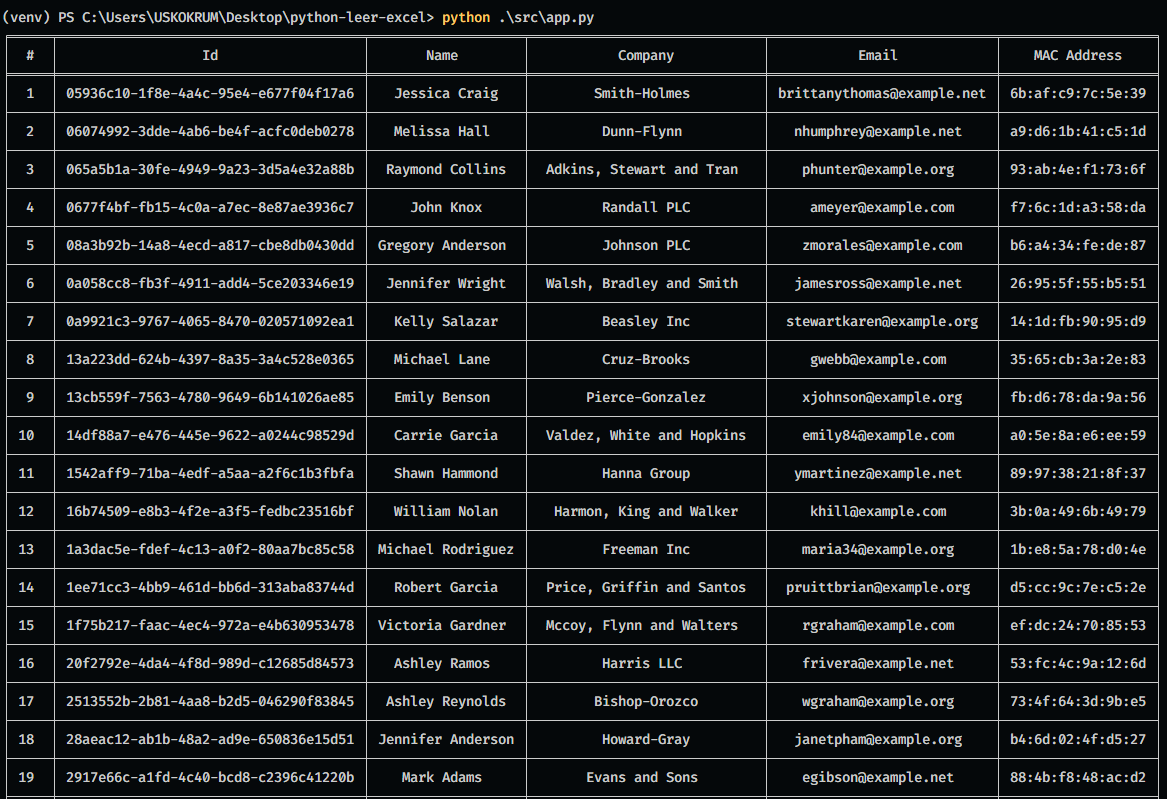 (venv) PS C:\Users\USKOKRUM\Desktop\python-leer-excel> python .\src\app.py
# Id Name Company Email MAC Address
1 05936c10-1f8e-4a4c-95e4-e677f04f17a6 Jessica Craig Smith-Holmes brittanythomas@example.net 6b:af:c9:7c:5e:39
2 06074992-3dde-4ab6-be4f-acfc0deb0278 Melissa Hall Dunn-Flynn nhumphrey@example.net a9:d6:1b:41:c5:1d
3 065a5b1a-30fe-4949-9a23-3d5a4e32a88b Raymond Collins Adkins, Stewart and Tran phunter@example.org 93:ab:4e:f1:73:6f
4 0677f4bf-fb15-4c0a-a7ec-8e87ae3936c7 John Knox Randall PLC ameyer@example.com f7:6c:1d:a3:58:da
5 08a3b92b-14a8-4ecd-a817-cbe8db0430dd Gregory Anderson Johnson PLC zmorales@example.com b6:a4:34:fe:de:87
6 0a058cc8-fb3f-4911-add4-5ce203346e19 Jennifer Wright Walsh, Bradley and Smith jamesross@example.net 26:95:5f:55:b5:51
7 0a9921c3-9767-4065-8470-020571092ea1 Kelly Salazar Beasley Inc stewartkaren@example.org 14:1d:fb:90:95:d9
8 13a223dd-624b-4397-8a35-3a4c528e0365 Michael Lane Cruz-Brooks gwebb@example.com 35:65:cb:3a:2e:83
9 13cb559f-7563-4780-9649-6b141026ae85 Emily Benson Pierce-Gonzalez xjohnson@example.org fb:d6:78:da:9a:56
10 14df88a7-e476-445e-9622-a0244c98529d Carrie Garcia Valdez, White and Hopkins emily84@example.com a0:5e:8a:e6:ee:59
11 1542aff9-71ba-4edf-a5aa-a2f6c1b3fbfa Shawn Hammond Hanna Group ymartinez@example.net 89:97:38:21:8f:37
12 16b74509-e8b3-4f2e-a3f5-fedbc23516bf William Nolan Harmon, King and Walker khill@example.com 3b:0a:49:6b:49:79
13 1a3dac5e-fdef-4c13-a0f2-80aa7bc85c58 Michael Rodriguez Freeman Inc maria34@example.org 1b:e8:5a:78:d0:4e
14 1ee71cc3-4bb9-461d-bb6d-313aba83744d Robert Garcia Price, Griffin and Santos pruittbrian@example.org d5:cc:9c:7e:c5:2e
15 1f75b217-faac-4ec4-972a-e4b630953478 Victoria Gardner Mccoy, Flynn and Walters rgraham@example.com ef:dc:24:70:85:53
16 20f2792e-4da4-4f8d-989d-c12685d84573 Ashley Ramos Harris LLC frivera@example.net 53:fc:4c:9a:12:6d
17 2513552b-2b81-4aa8-b2d5-046290f83845 Ashley Reynolds Bishop-Orozco wgraham@example.org 73:4f:64:3d:9b:e5
18 28aeac12-ab1b-48a2-ad9e-650836e15d51 Jennifer Anderson Howard-Gray janetpham@example.org b4:6d:02:4f:d5:27
19 2917e66c-a1fd-4c40-bcd8-c2396c41220b Mark Adams Evans and Sons egibson@example.net 88:4b:f8:48:ac:d2